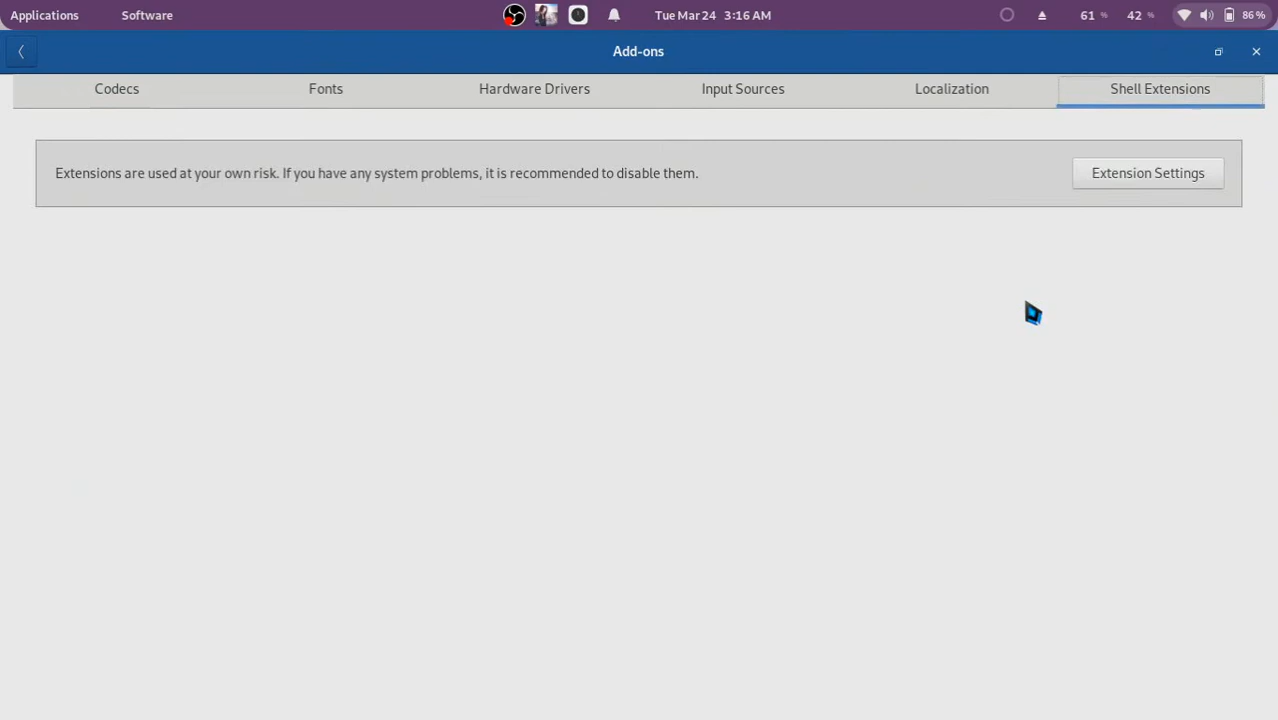 Applications Software Tue Mar 24 3:16 AM 61 % 42 % 86 %
Add-ons
Codecs Fonts Hardware Drivers Input Sources Localization Shell Extensions
Extensions are used at your own risk. If you have any system problems, it is recommended to disable them. Extension Settings